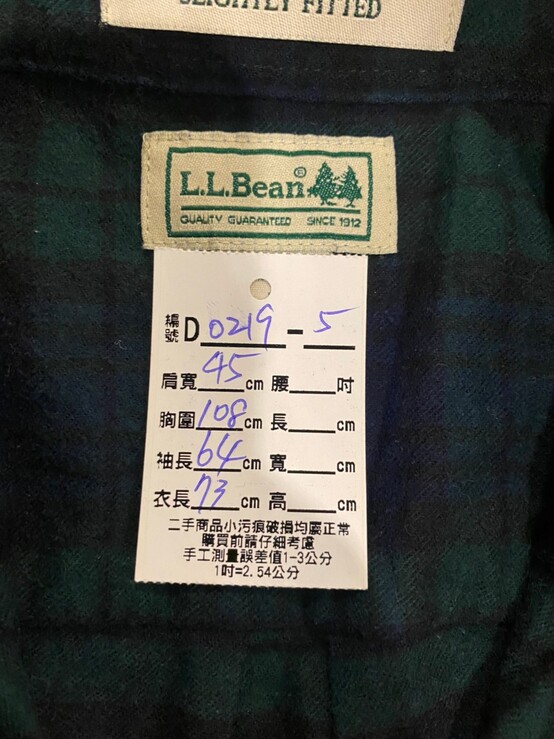 SLIGHTLY FITTED
L.L.Bean®
QUALITY GUARANTEED SINCE 1912
編號 D 0219 - 5
肩寬 45 cm 腰____吋
胸圍 108 cm 長____cm
袖長 64 cm 寬____cm
衣長 73 cm 高____cm
二手商品小污痕破損均屬正常
購買前請仔細考慮
手工測量誤差值1-3公分
1吋=2.54公分